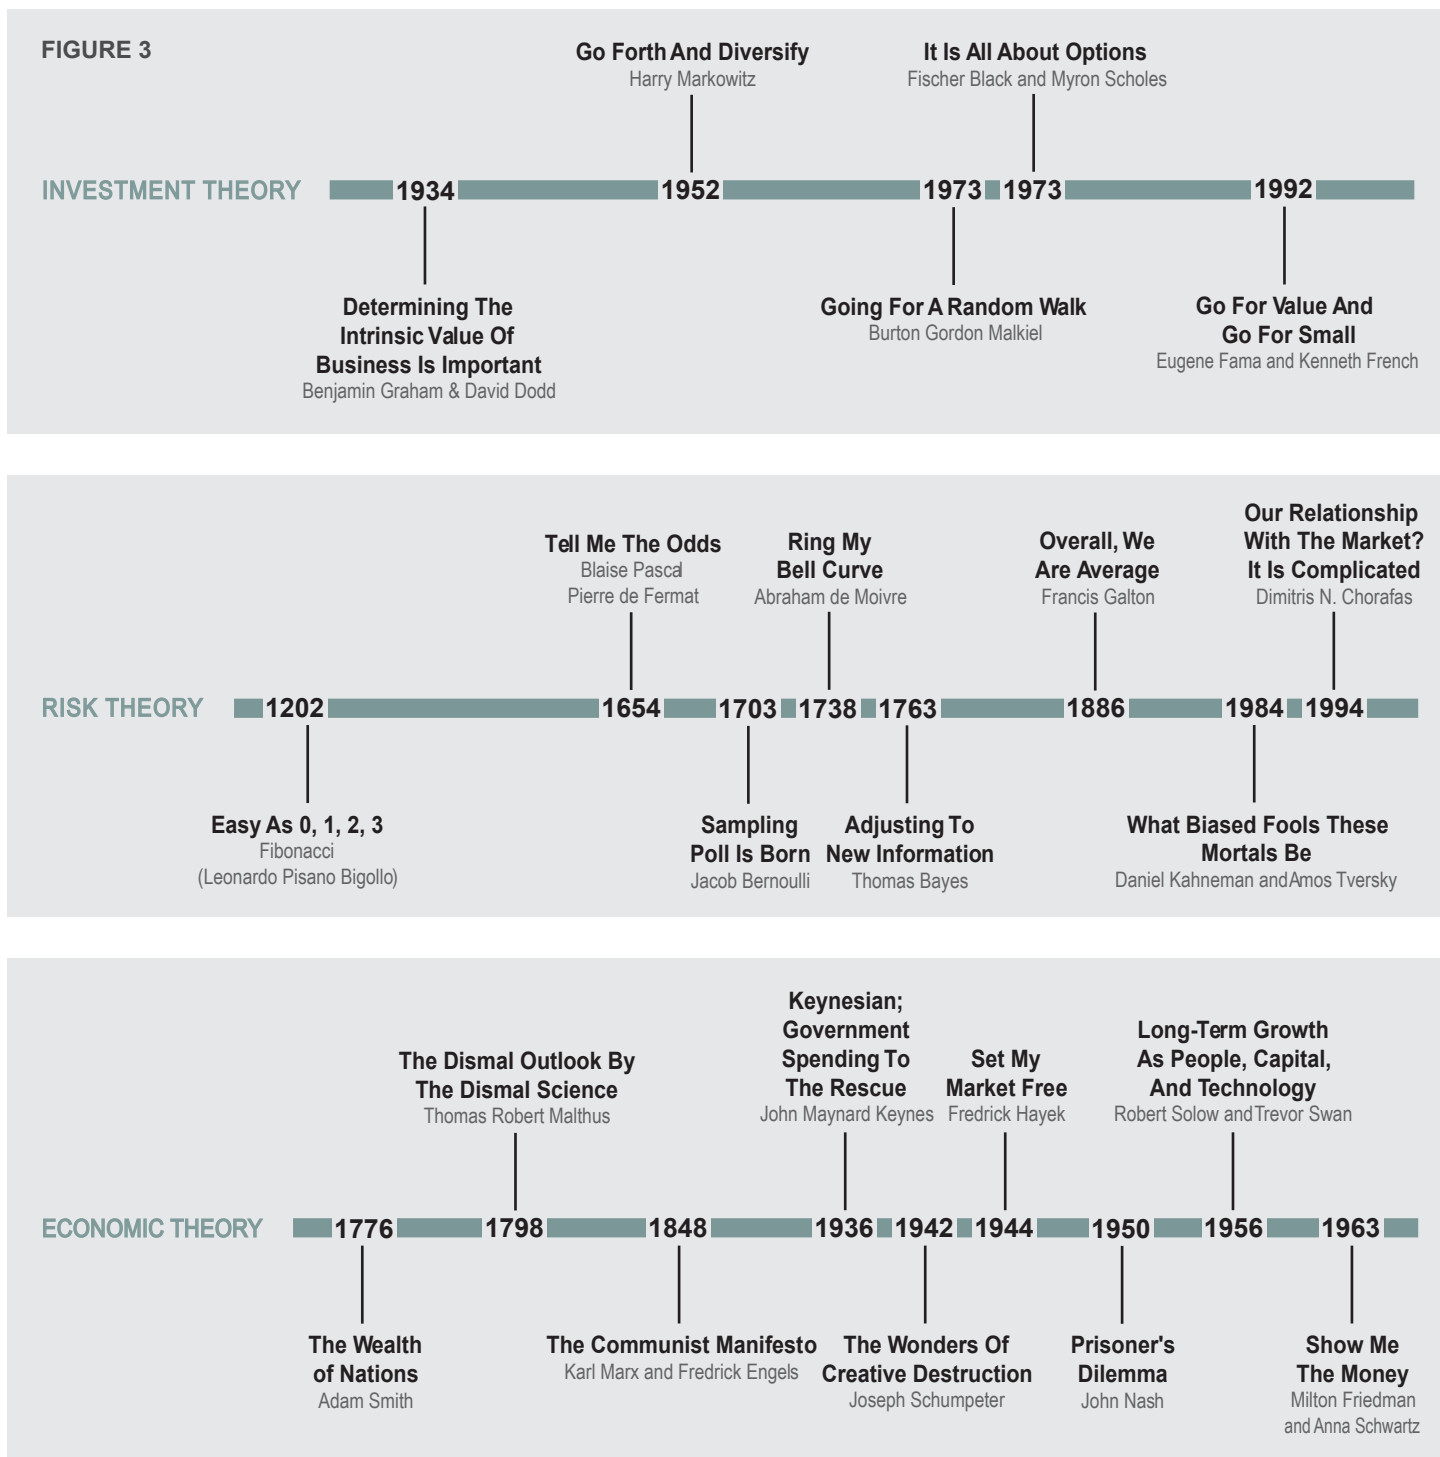 FIGURE 3
Go Forth And Diversify
Harry Markowitz
It Is All About Options
Fischer Black and Myron Scholes
INVESTMENT THEORY
1934
1952
1973
1973
1992
Determining The
Intrinsic Value Of
Business Is Important
Benjamin Graham & David Dodd
Going For A Random Walk
Burton Gordon Malkiel
Go For Value And
Go For Small
Eugene Fama and Kenneth French
Tell Me The Odds
Blaise Pascal
Pierre de Fermat
Ring My
Bell Curve
Abraham de Moivre
Overall, We
Are Average
Francis Galton
Our Relationship
With The Market?
It Is Complicated
Dimitris N. Chorafas
RISK THEORY
1202
1654
1703
1738
1763
1886
1984
1994
Easy As 0, 1, 2, 3
Fibonacci
(Leonardo Pisano Bigollo)
Sampling
Poll Is Born
Jacob Bernoulli
Adjusting To
New Information
Thomas Bayes
What Biased Fools These
Mortals Be
Daniel Kahneman and Amos Tversky
The Dismal Outlook By
The Dismal Science
Thomas Robert Malthus
Keynesian;
Government
Spending To
The Rescue
John Maynard Keynes
Set My
Market Free
Fredrick Hayek
Long-Term Growth
As People, Capital,
And Technology
Robert Solow and Trevor Swan
ECONOMIC THEORY
1776
1798
1848
1936
1942
1944
1950
1956
1963
The Wealth
of Nations
Adam Smith
The Communist Manifesto
Karl Marx and Fredrick Engels
The Wonders Of
Creative Destruction
Joseph Schumpeter
Prisoner's
Dilemma
John Nash
Show Me
The Money
Milton Friedman
and Anna Schwartz